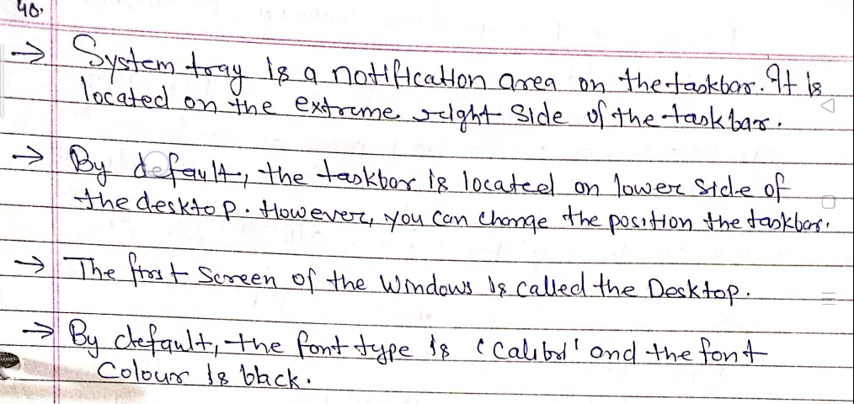 40.
→ System tray is a notification area on the taskbar. It is
located on the extreme right side of the taskbar.
→ By default, the taskbar is located on lower side of
the desktop. However, you can change the position the taskbar.
→ The first screen of the Windows is called the Desktop.
→ By default, the font type is 'Calibri' and the font
Colour is black.